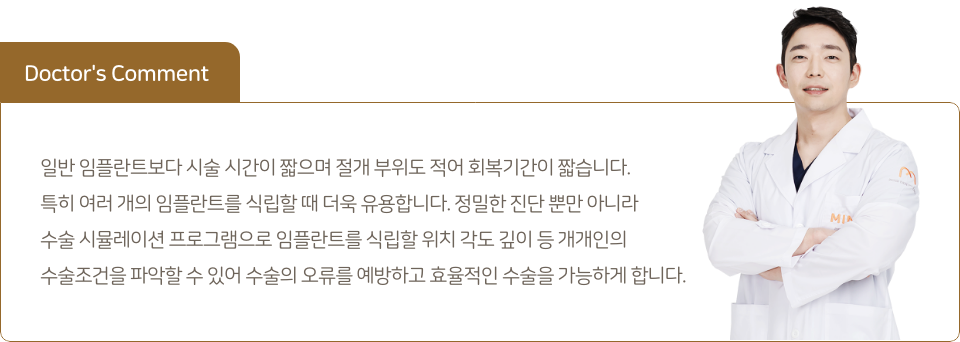 Doctor's Comment
일반 임플란트보다 시술 시간이 짧으며 절개 부위도 적어 회복기간이 짧습니다.
특히 여러 개의 임플란트를 식립할 때 더욱 유용합니다. 정밀한 진단 뿐만 아니라
수술 시뮬레이션 프로그램으로 임플란트를 식립할 위치 각도 깊이 등 개개인의
수술조건을 파악할 수 있어 수술의 오류를 예방하고 효율적인 수술을 가능하게 합니다.